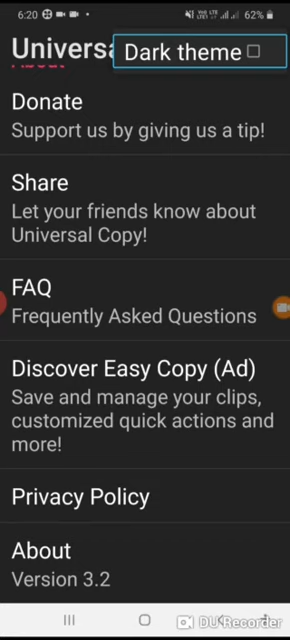 6:20 62%
Universa
Dark theme
About
Donate
Support us by giving us a tip!
Share
Let your friends know about
Universal Copy!
FAQ
Frequently Asked Questions
Discover Easy Copy (Ad)
Save and manage your clips,
customized quick actions and
more!
Privacy Policy
About
Version 3.2
DU Recorder